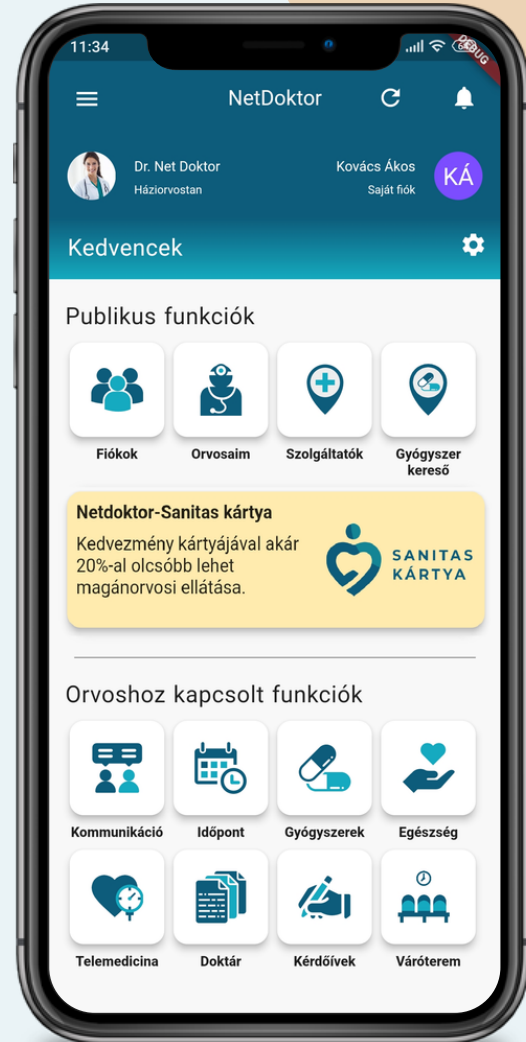 11:34
DEBUG
NetDoktor
Dr. Net Doktor
Háziorvostan
Kovács Ákos
Saját fiók
KÁ
Kedvencek
Publikus funkciók
Fiókok
Orvosaim
Szolgáltatók
Gyógyszer
kereső
Netdoktor-Sanitas kártya
Kedvezmény kártyájával akár
20%-al olcsóbb lehet
magánorvosi ellátása.
SANITAS
KÁRTYA
Orvoshoz kapcsolt funkciók
Kommunikáció
Időpont
Gyógyszerek
Egészség
Telemedicina
Doktár
Kérdőívek
Váróterem